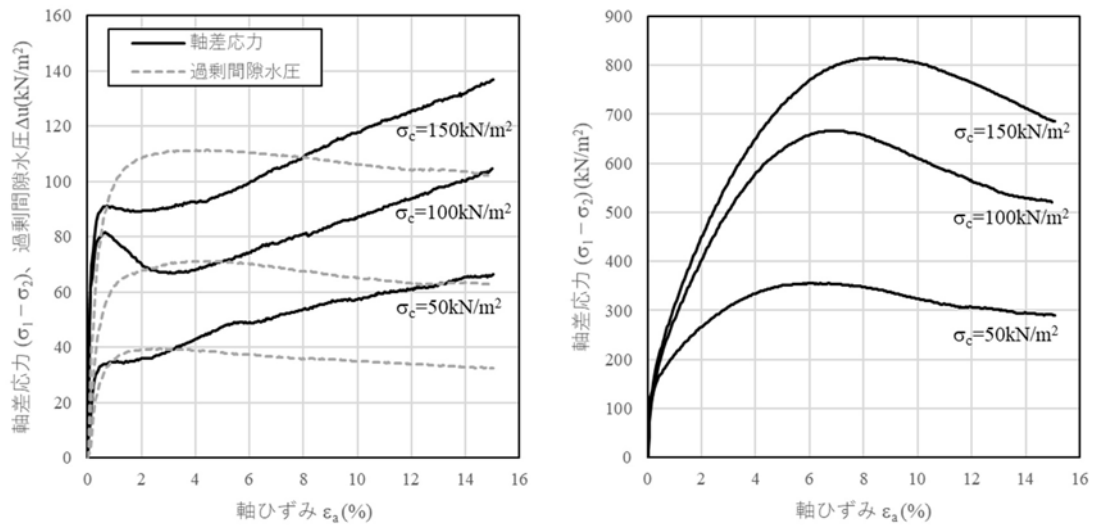 160
140
120
100
80
60
40
20
0
軸差応力 (σ₁ − σ₂)、過剰間隙水圧Δu(kN/m²)
軸差応力
過剰間隙水圧
σc=150kN/m²
σc=100kN/m²
σc=50kN/m²
0 2 4 6 8 10 12 14 16
軸ひずみ εa(%)
900
800
700
600
500
400
300
200
100
0
軸差応力 (σ₁ − σ₂) (kN/m²)
σc=150kN/m²
σc=100kN/m²
σc=50kN/m²
0 2 4 6 8 10 12 14 16
軸ひずみ εa(%)